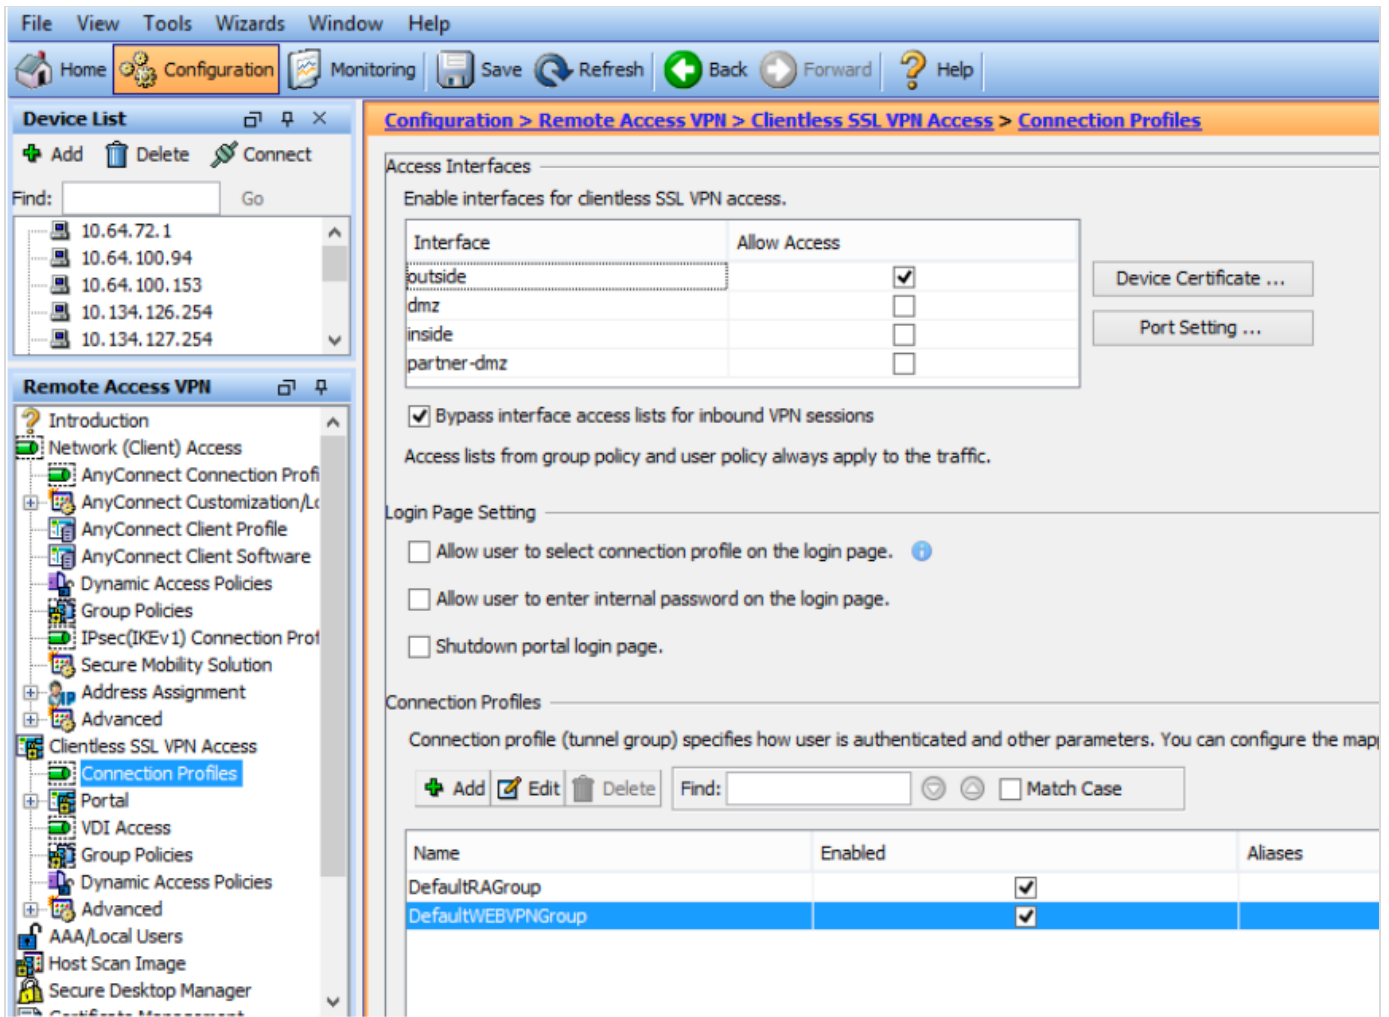 File View Tools Wizards Window Help
Home Configuration Monitoring Save Refresh Back Forward Help
Device List
Add Delete Connect
Find: Go
10.64.72.1
10.64.100.94
10.64.100.153
10.134.126.254
10.134.127.254
Remote Access VPN
Introduction
Network (Client) Access
AnyConnect Connection Profi
AnyConnect Customization/Lo
AnyConnect Client Profile
AnyConnect Client Software
Dynamic Access Policies
Group Policies
IPsec(IKEv1) Connection Prof
Secure Mobility Solution
Address Assignment
Advanced
Clientless SSL VPN Access
Connection Profiles
Portal
VDI Access
Group Policies
Dynamic Access Policies
Advanced
AAA/Local Users
Host Scan Image
Secure Desktop Manager
Certificate Management
Configuration > Remote Access VPN > Clientless SSL VPN Access > Connection Profiles
Access Interfaces
Enable interfaces for clientless SSL VPN access.
Interface Allow Access
outside
dmz
inside
partner-dmz
Device Certificate ...
Port Setting ...
Bypass interface access lists for inbound VPN sessions
Access lists from group policy and user policy always apply to the traffic.
Login Page Setting
Allow user to select connection profile on the login page.
Allow user to enter internal password on the login page.
Shutdown portal login page.
Connection Profiles
Connection profile (tunnel group) specifies how user is authenticated and other parameters. You can configure the mapp
Add Edit Delete Find: Match Case
Name Enabled Aliases
DefaultRAGroup
DefaultWEBVPNGroup